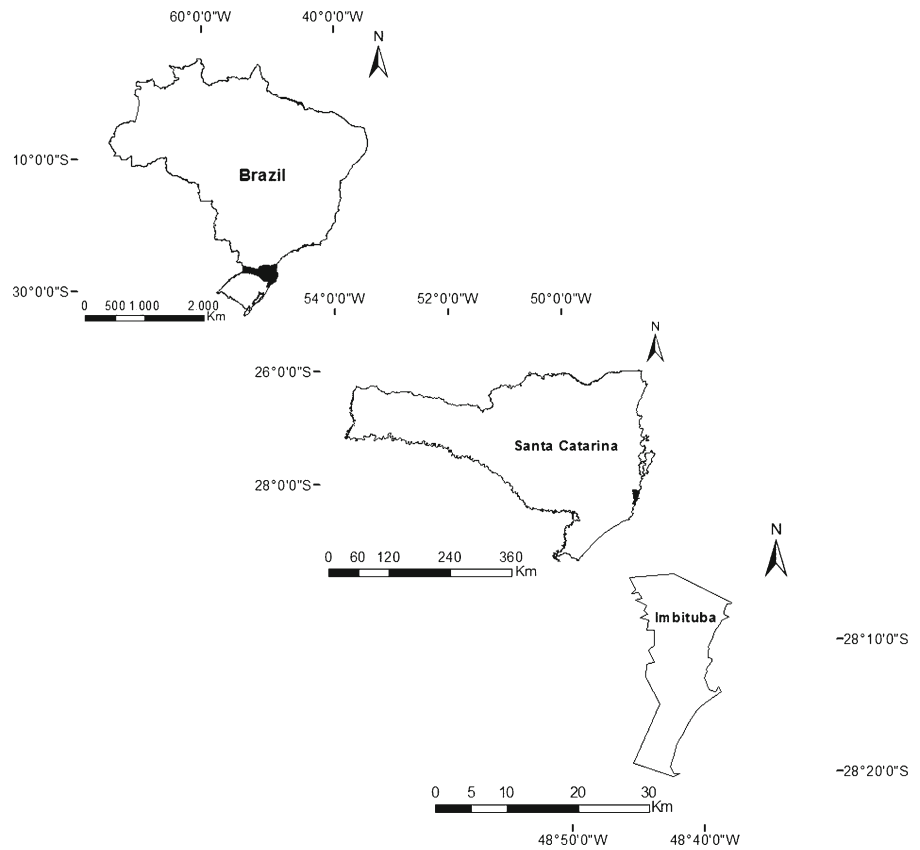 60°0'0"W 40°0'0"W
N
10°0'0"S
Brazil
30°0'0"S
0 500 1 000 2 000
Km
54°0'0"W 52°0'0"W 50°0'0"W
N
26°0'0"S
Santa Catarina
28°0'0"S
0 60 120 240 360
Km
N
Imbituba
28°10'0"S
28°20'0"S
0 5 10 20 30
Km
48°50'0"W 48°40'0"W